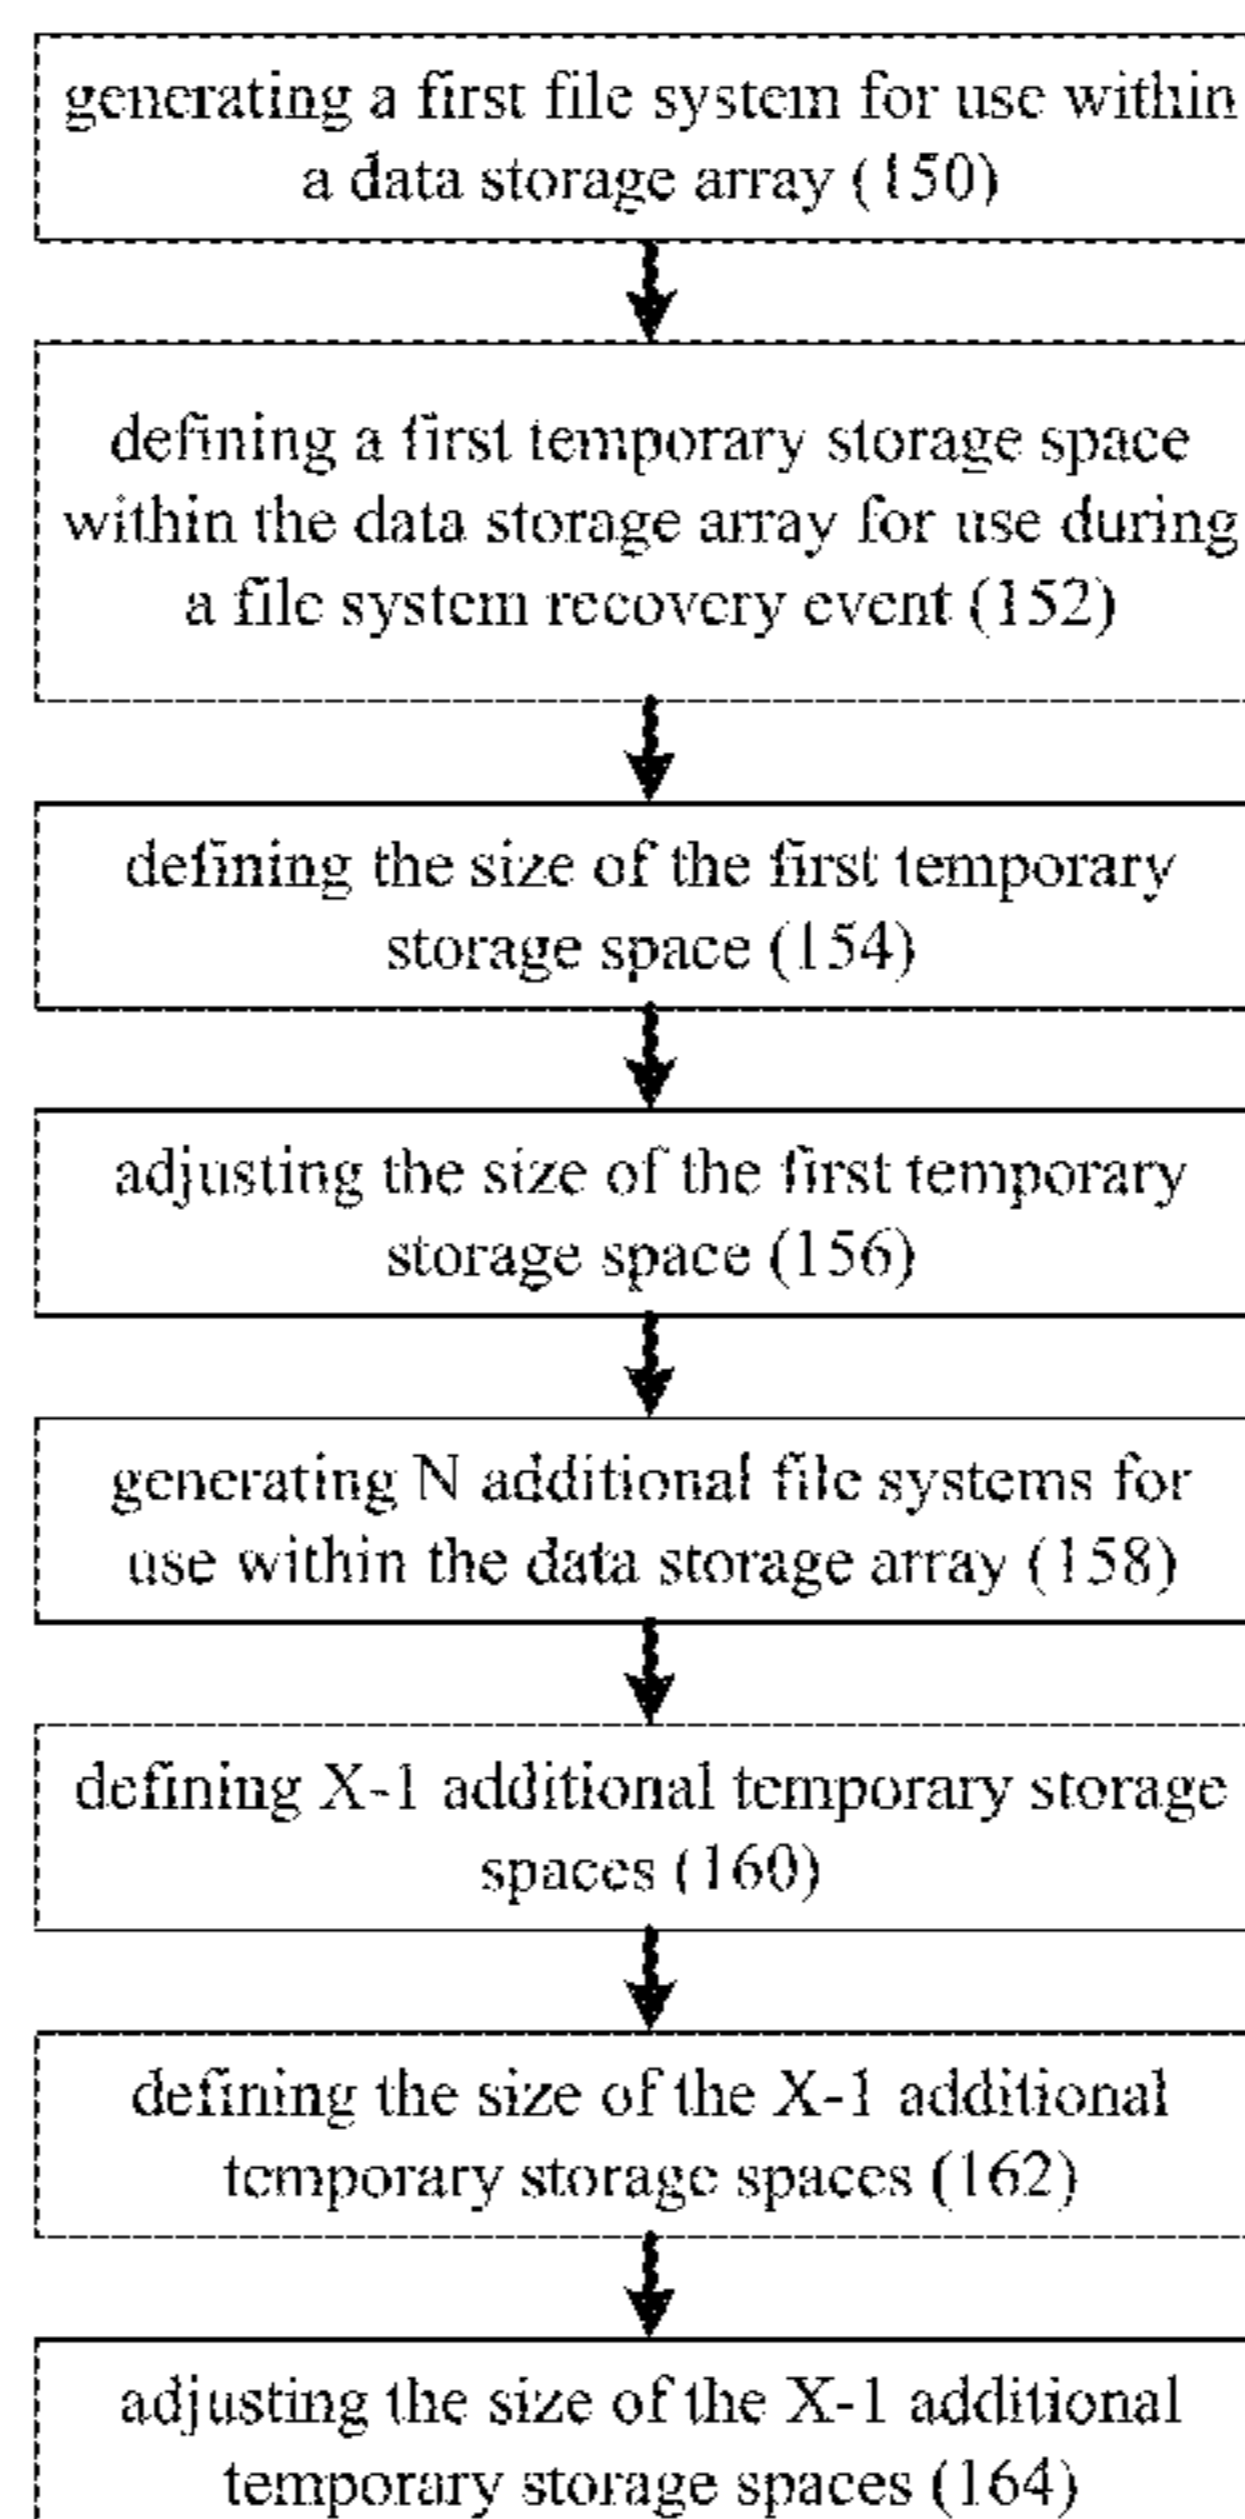 generating a first file system for use within
a data storage array (150)
defining a first temporary storage space
within the data storage array for use during
a file system recovery event (152)
defining the size of the first temporary
storage space (154)
adjusting the size of the first temporary
storage space (156)
generating N additional file systems for
use within the data storage array (158)
defining X-1 additional temporary storage
spaces (160)
defining the size of the X-1 additional
temporary storage spaces (162)
adjusting the size of the X-1 additional
temporary storage spaces (164)